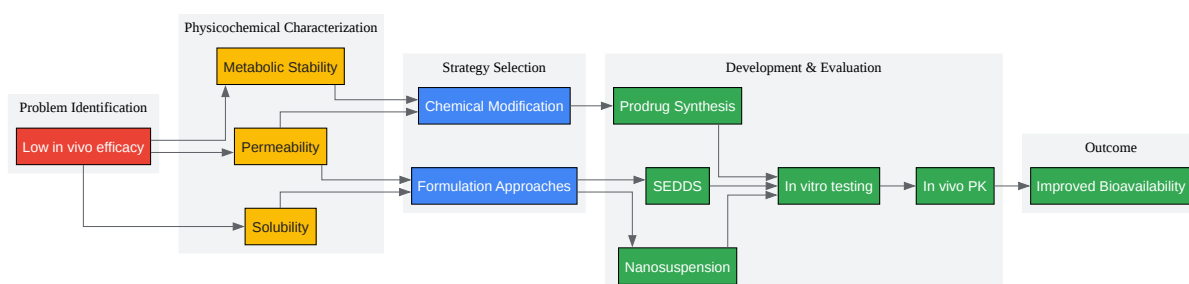 Problem Identification
Low in vivo efficacy
Physicochemical Characterization
Metabolic Stability
Permeability
Solubility
Strategy Selection
Chemical Modification
Formulation Approaches
Development & Evaluation
Prodrug Synthesis
SEDDS
Nanosuspension
In vitro testing
In vivo PK
Outcome
Improved Bioavailability